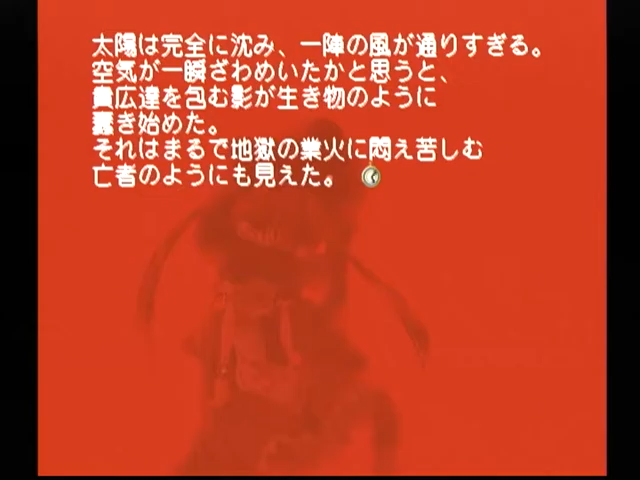 太陽は完全に沈み、一陣の風が通りすぎる。
空気が一瞬ざわめいたかと思うと、
貴広達を包む影が生き物のように
蠢き始めた。
それはまるで地獄の業火に悶え苦しむ
亡者のようにも見えた。